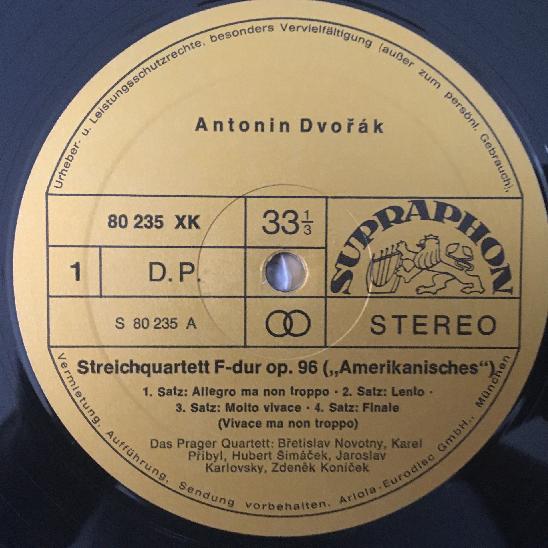 Urheber- u. Leistungsschutzrechte, besonders Vervielfältigung (außer zum persönl. Gebrauch),
Antonin Dvořák
80 235 XK
33 1/3
1
D.P.
SUPRAPHON
S 80 235 A
STEREO
Streichquartett F-dur op. 96 („Amerikanisches“)
1. Satz: Allegro ma non troppo · 2. Satz: Lento ·
3. Satz: Molto vivace · 4. Satz: Finale
(Vivace ma non troppo)
Das Prager Quartett: Břetislav Novotny, Karel
Přibyl, Hubert Šimáček, Jaroslav
Karlovsky, Zdeněk Koníček
Vermietung, Aufführung, Sendung vorbehalten. Ariola-Eurodisc GmbH., München